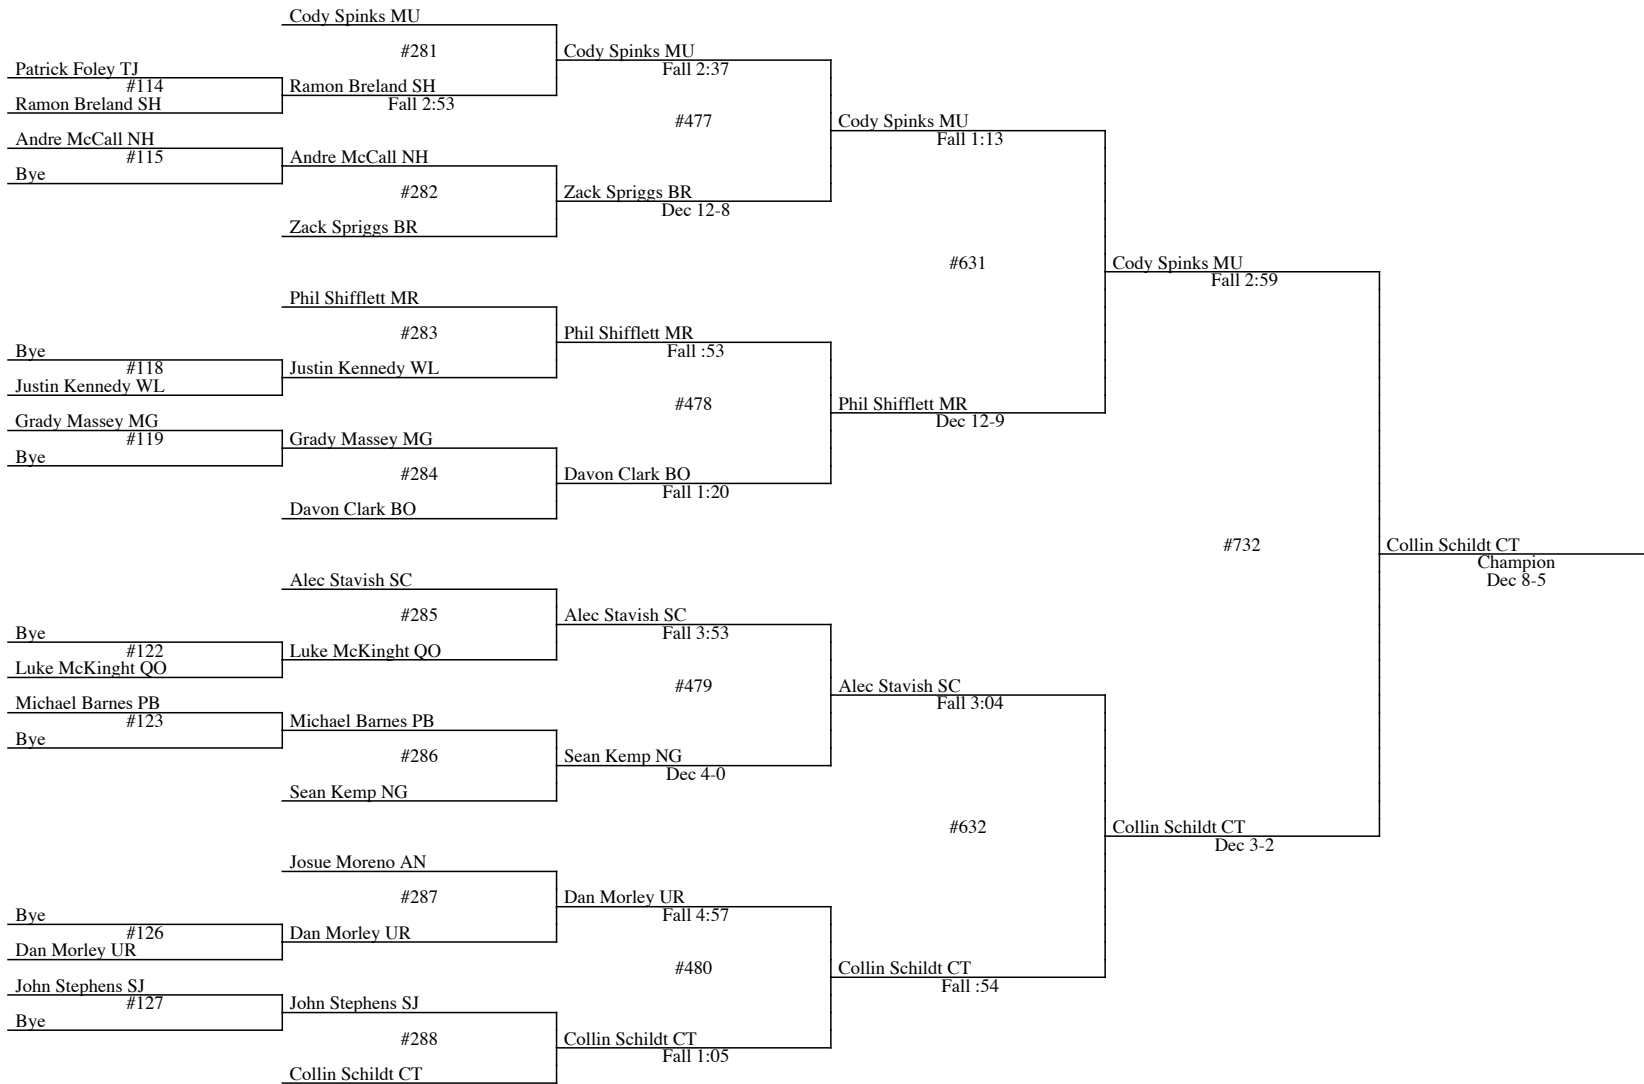 Cody Spinks MU
#281
Cody Spinks MU
Fall 2:37
Patrick Foley TJ
#114
Ramon Breland SH
Fall 2:53
Ramon Breland SH
#477
Cody Spinks MU
Fall 1:13
Andre McCall NH
#115
Andre McCall NH
Bye
#282
Zack Spriggs BR
Dec 12-8
Zack Spriggs BR
#631
Cody Spinks MU
Fall 2:59
Phil Shifflett MR
#283
Phil Shifflett MR
Fall :53
Bye
#118
Justin Kennedy WL
Justin Kennedy WL
#478
Phil Shifflett MR
Dec 12-9
Grady Massey MG
#119
Grady Massey MG
Bye
#284
Davon Clark BO
Fall 1:20
Davon Clark BO
#732
Collin Schildt CT
Champion
Dec 8-5
Alec Stavish SC
#285
Alec Stavish SC
Fall 3:53
Bye
#122
Luke McKinght QO
Luke McKinght QO
#479
Alec Stavish SC
Fall 3:04
Michael Barnes PB
#123
Michael Barnes PB
Bye
#286
Sean Kemp NG
Dec 4-0
Sean Kemp NG
#632
Collin Schildt CT
Dec 3-2
Josue Moreno AN
#287
Dan Morley UR
Fall 4:57
Bye
#126
Dan Morley UR
Dan Morley UR
#480
Collin Schildt CT
Fall :54
John Stephens SJ
#127
John Stephens SJ
Bye
#288
Collin Schildt CT
Fall 1:05
Collin Schildt CT